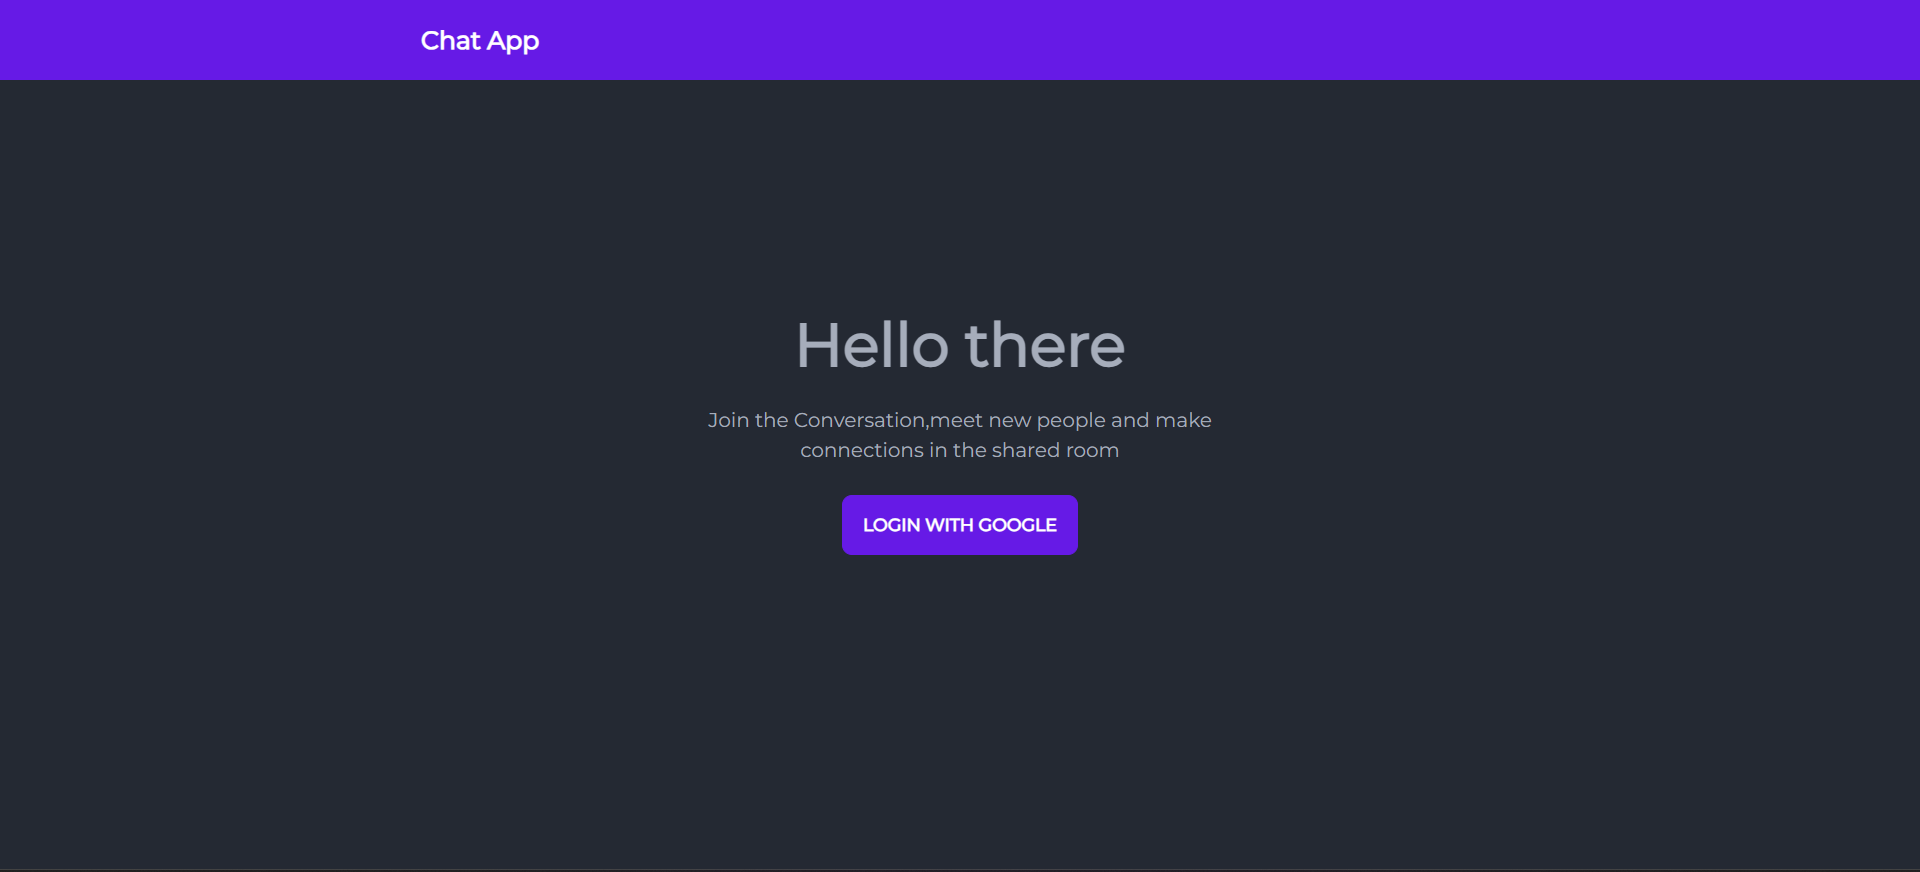 Chat App
Hello there
Join the Conversation,meet new people and make
connections in the shared room
LOGIN WITH GOOGLE